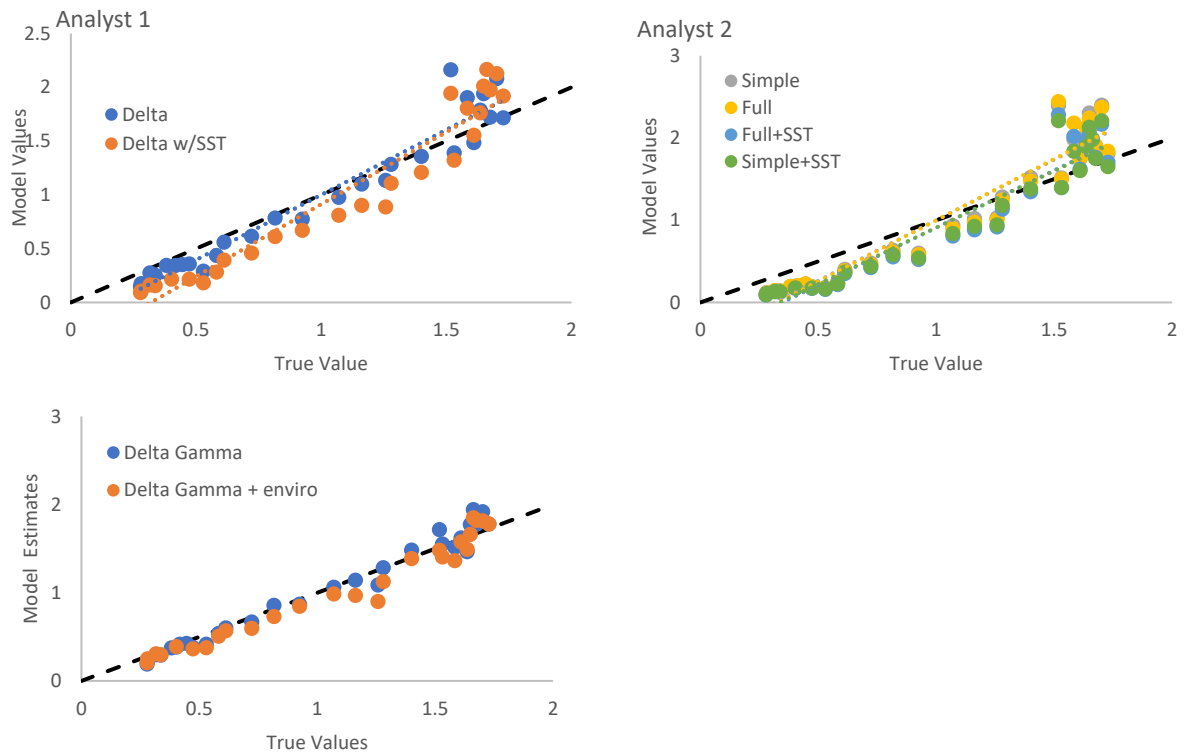 Analyst 1
2.5
2
1.5
1
0.5
0
Model Values
Delta
Delta w/SST
0
0.5
1
1.5
2
True Value
Analyst 2
3
2
1
0
Model Values
Simple
Full
Full+SST
Simple+SST
0
0.5
1
1.5
2
True Value
3
2
1
0
Model Estimates
Delta Gamma
Delta Gamma + enviro
0
0.5
1
1.5
2
True Values